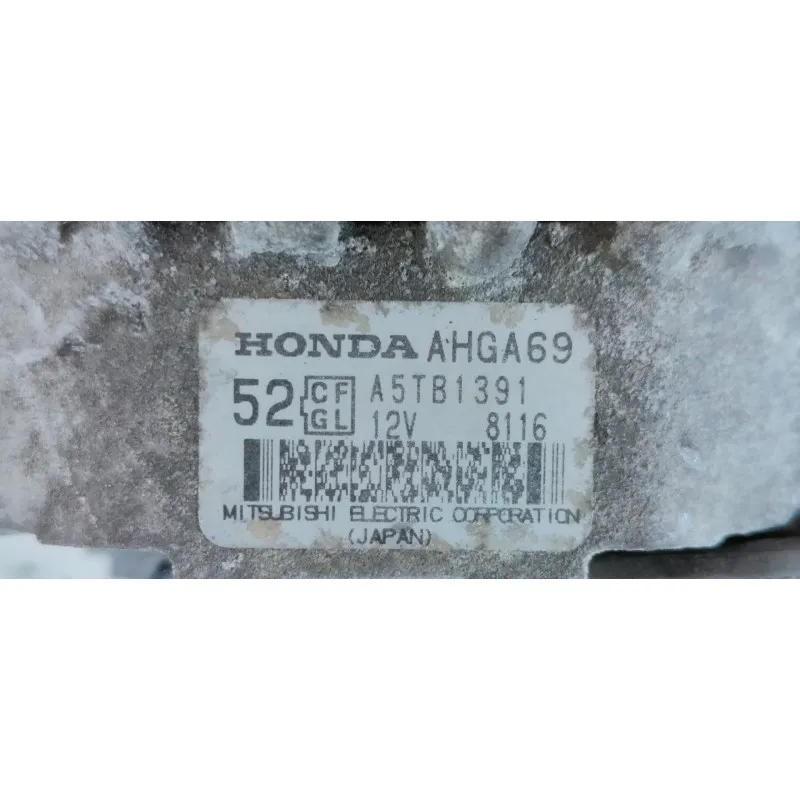 HONDA AHGA69
52 CF A5TB1391
GL 12V 8116
MITSUBISHI ELECTRIC CORPORATION
(JAPAN)